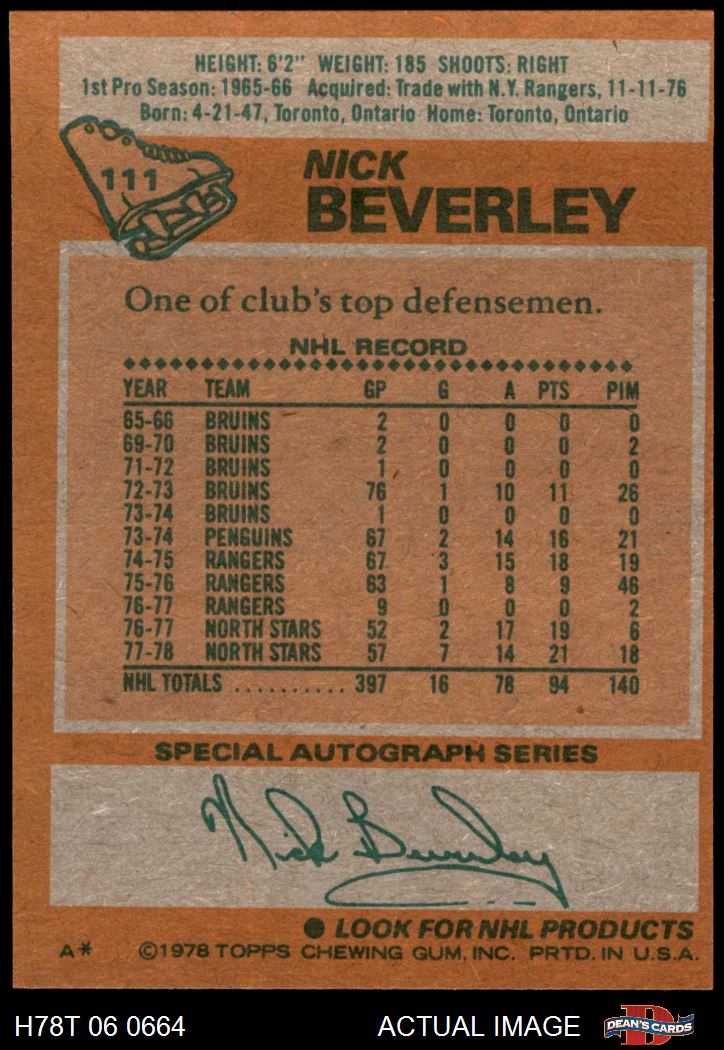 HEIGHT: 6'2" WEIGHT: 185 SHOOTS: RIGHT
1st Pro Season: 1965-66 Acquired: Trade with N.Y. Rangers, 11-11-76
Born: 4-21-47, Toronto, Ontario Home: Toronto, Ontario
111
NICK
BEVERLEY
One of club's top defensemen.
NHL RECORD
YEAR TEAM GP G A PTS PIM
65-66 BRUINS 2 0 0 0 0
69-70 BRUINS 2 0 0 0 2
71-72 BRUINS 1 0 0 0 0
72-73 BRUINS 76 1 10 11 26
73-74 BRUINS 1 0 0 0 0
73-74 PENGUINS 67 2 14 16 21
74-75 RANGERS 67 3 15 18 19
75-76 RANGERS 63 1 8 9 46
76-77 RANGERS 9 0 0 0 2
76-77 NORTH STARS 52 2 17 19 6
77-78 NORTH STARS 57 7 14 21 18
NHL TOTALS .......... 397 16 78 94 140
SPECIAL AUTOGRAPH SERIES
Nick Beverley
● LOOK FOR NHL PRODUCTS
A* ©1978 TOPPS CHEWING GUM, INC. PRTD. IN U.S.A.
H78T 06 0664 ACTUAL IMAGE D DEAN'S CARDS